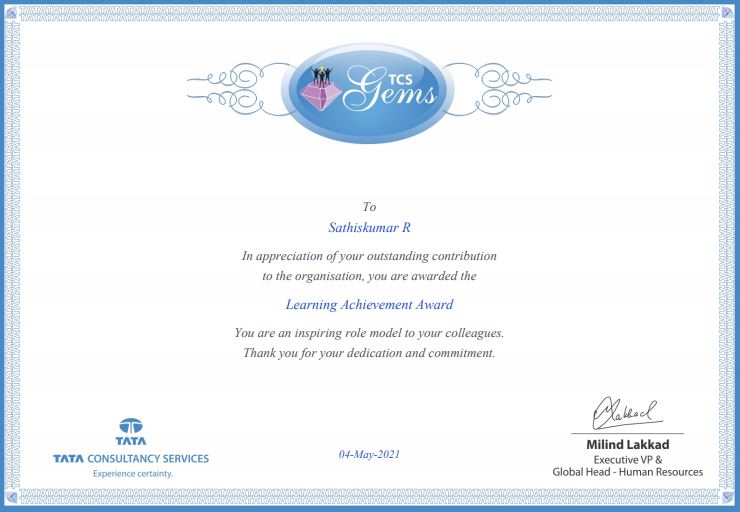 TCS
Gems
To
Sathiskumar R
In appreciation of your outstanding contribution
to the organisation, you are awarded the
Learning Achievement Award
You are an inspiring role model to your colleagues.
Thank you for your dedication and commitment.
TATA
TATA CONSULTANCY SERVICES
Experience certainty.
04-May-2021
Lakkad
Milind Lakkad
Executive VP &
Global Head - Human Resources